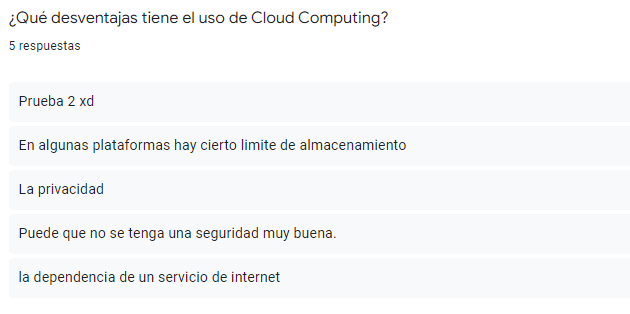 ¿Qué desventajas tiene el uso de Cloud Computing?
5 respuestas
Prueba 2 xd
En algunas plataformas hay cierto limite de almacenamiento
La privacidad
Puede que no se tenga una seguridad muy buena.
la dependencia de un servicio de internet